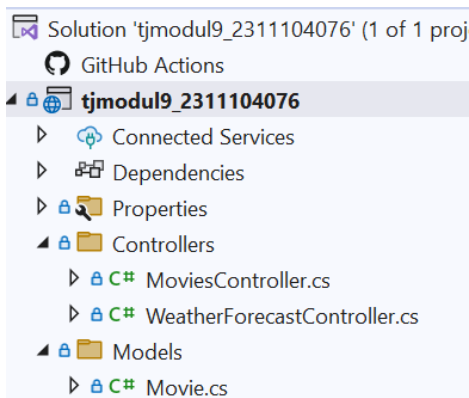 Solution 'tjmodul9_2311104076' (1 of 1 proj
GitHub Actions
tjmodul9_2311104076
Connected Services
Dependencies
Properties
Controllers
C# MoviesController.cs
C# WeatherForecastController.cs
Models
C# Movie.cs